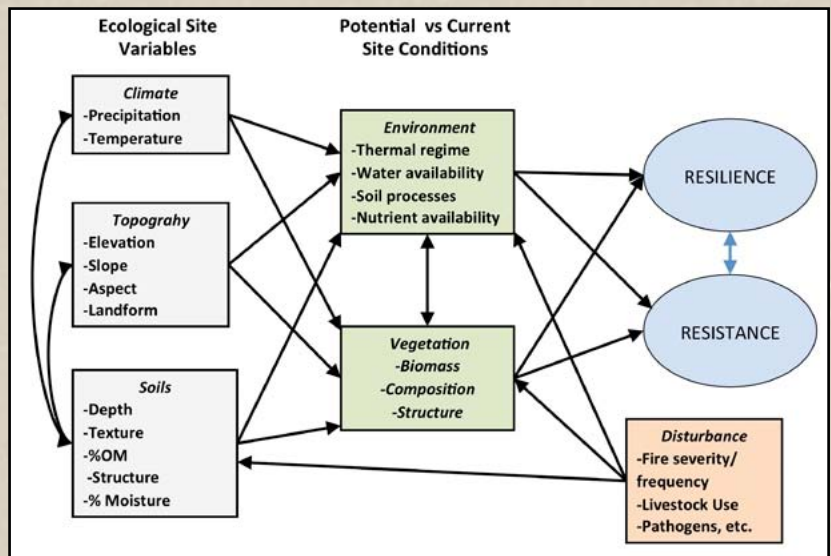 Ecological Site
Variables
Potential vs Current
Site Conditions
Climate
-Precipitation
-Temperature
Topograhy
-Elevation
-Slope
-Aspect
-Landform
Soils
-Depth
-Texture
-%OM
-Structure
-% Moisture
Environment
-Thermal regime
-Water availability
-Soil processes
-Nutrient availability
Vegetation
-Biomass
-Composition
-Structure
RESILIENCE
RESISTANCE
Disturbance
-Fire severity/
frequency
-Livestock Use
-Pathogens, etc.